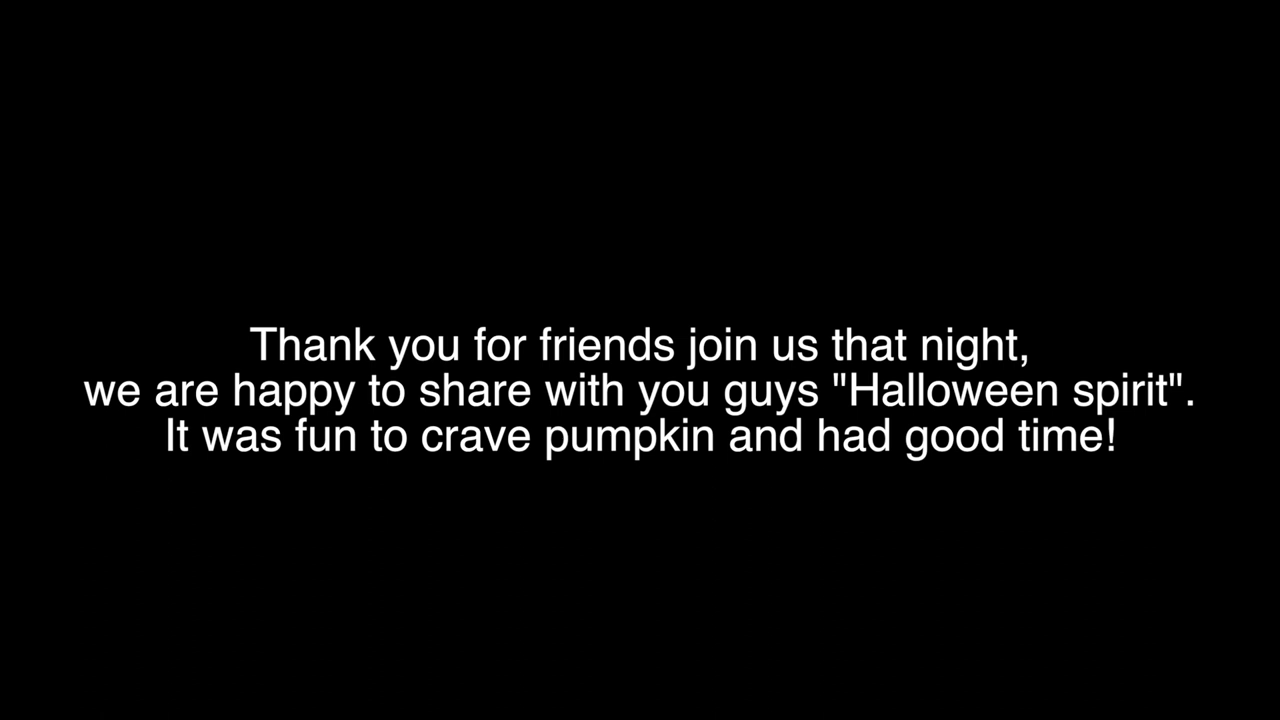 Thank you for friends join us that night,
we are happy to share with you guys "Halloween spirit".
It was fun to crave pumpkin and had good time!